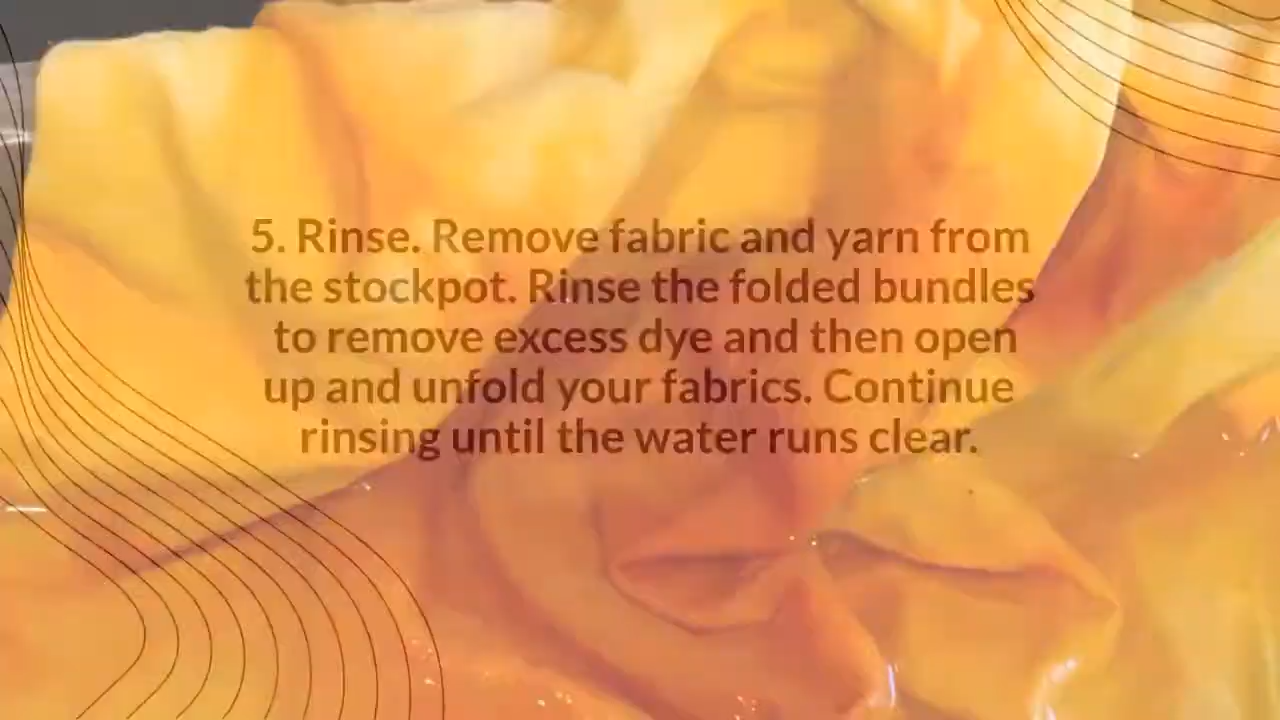 5. Rinse. Remove fabric and yarn from
the stockpot. Rinse the folded bundles
to remove excess dye and then open
up and unfold your fabrics. Continue
rinsing until the water runs clear.